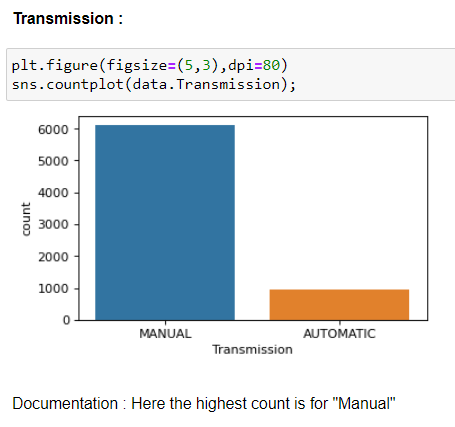 Transmission :
plt.figure(figsize=(5,3),dpi=80)
sns.countplot(data.Transmission);
6000
5000
4000
3000
2000
1000
0
count
MANUAL AUTOMATIC
Transmission
Documentation : Here the highest count is for "Manual"